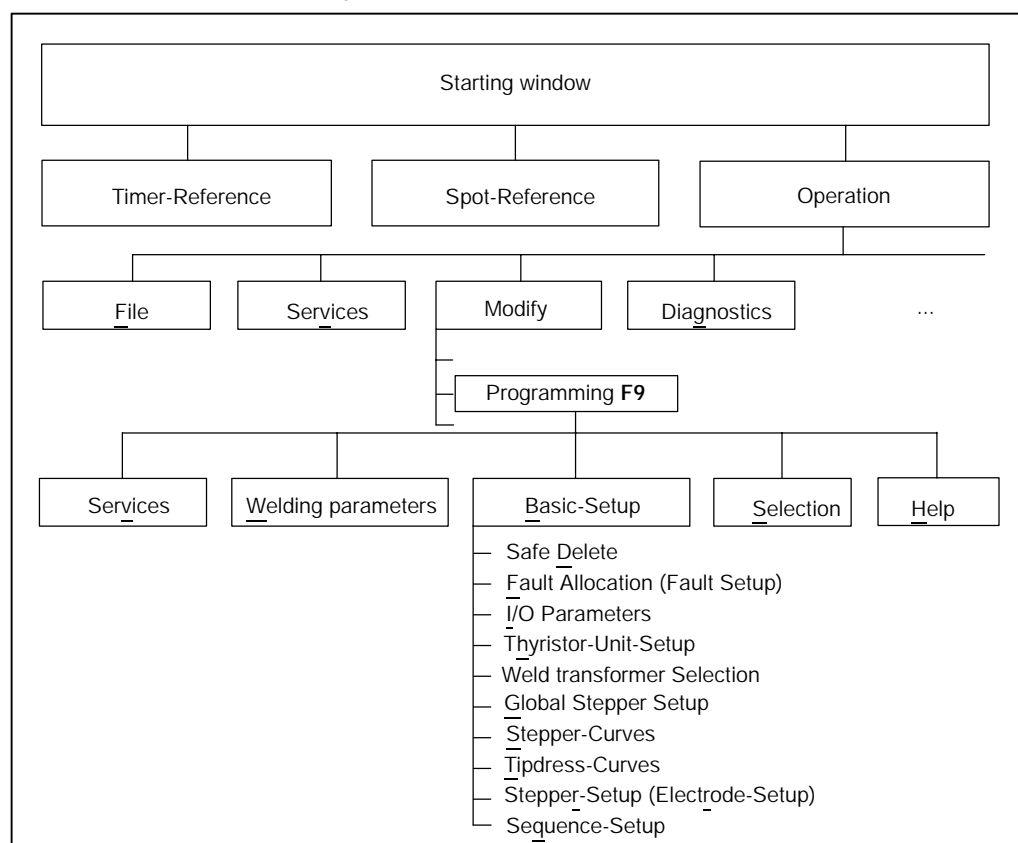 Starting window
Timer-Reference
Spot-Reference
Operation
File
Services
Modify
Diagnostics
...
Programming F9
Services
Welding parameters
Basic-Setup
Selection
Help
Safe Delete
Fault Allocation (Fault Setup)
I/O Parameters
Thyristor-Unit-Setup
Weld transformer Selection
Global Stepper Setup
Stepper-Curves
Tipdress-Curves
Stepper-Setup (Electrode-Setup)
Sequence-Setup